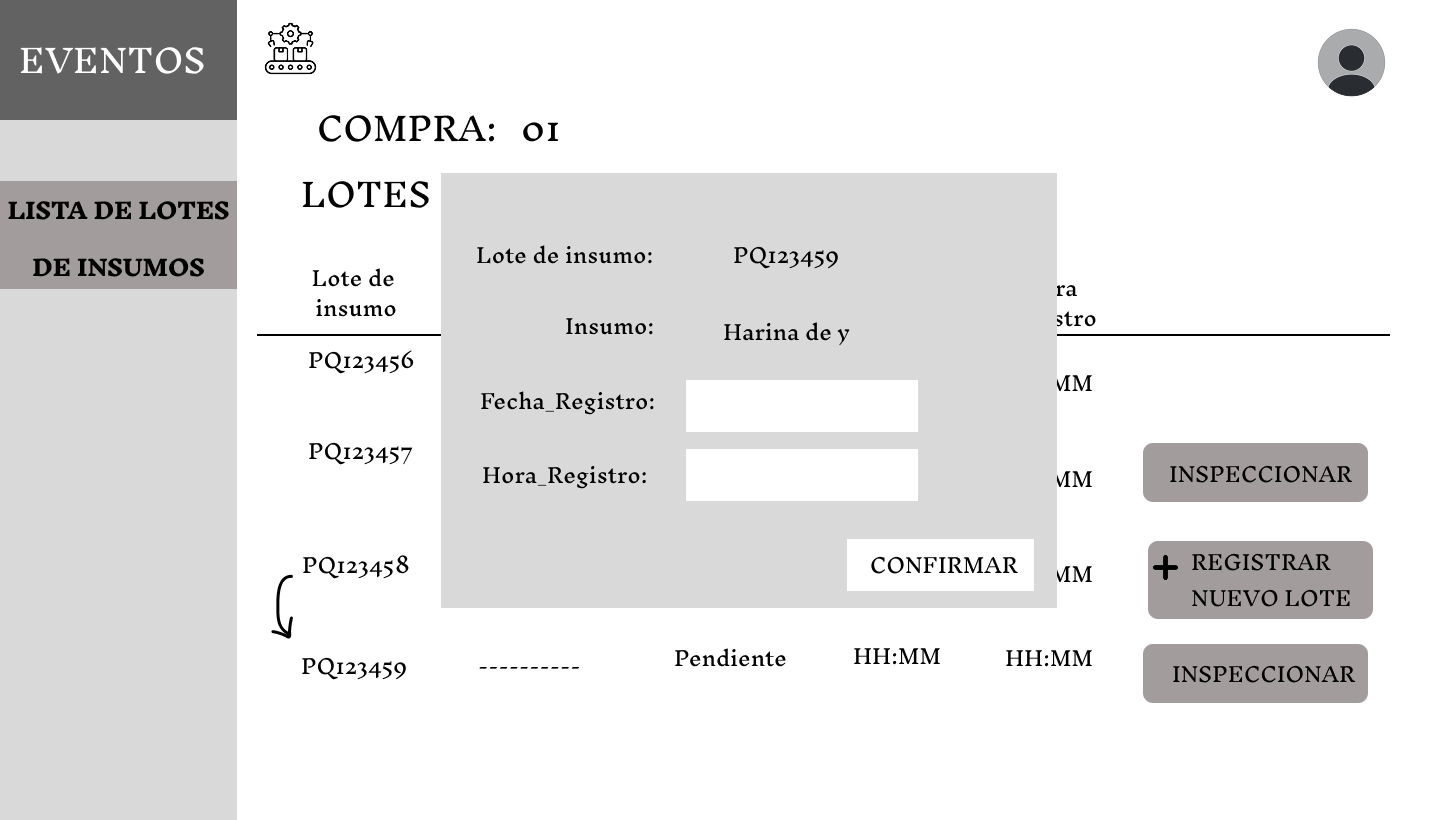 EVENTOS
COMPRA: 01
LISTA DE LOTES
DE INSUMOS
LOTES
Lote de
insumo
ra
stro
PQ123456
MM
PQ123457
MM
INSPECCIONAR
PQ123458
MM
+ REGISTRAR
NUEVO LOTE
PQ123459 ---------- Pendiente HH:MM HH:MM
INSPECCIONAR
Lote de insumo: PQ123459
Insumo: Harina de y
Fecha_Registro:
Hora_Registro:
CONFIRMAR